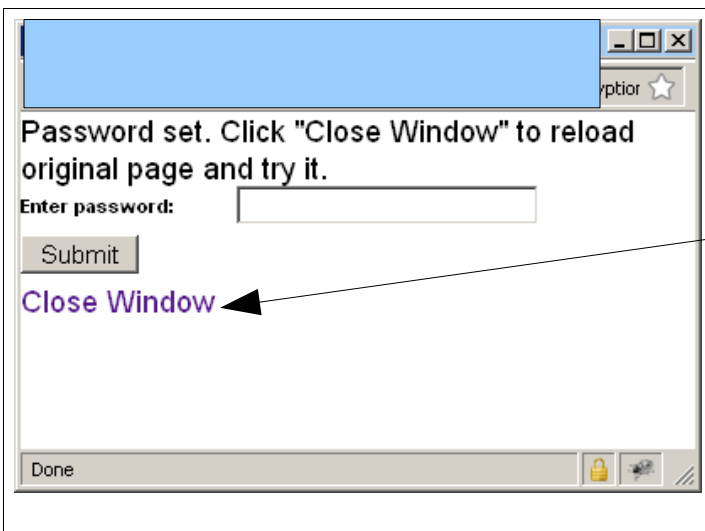 Password set. Click "Close Window" to reload
original page and try it.
Enter password:
Submit
Close Window
Done